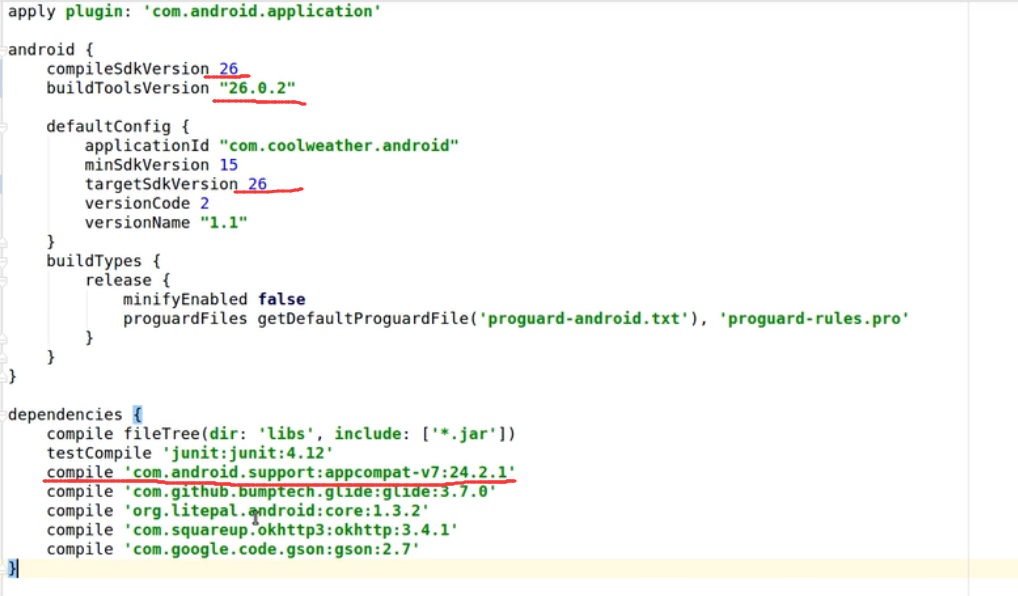 apply plugin: 'com.android.application'
android {
compileSdkVersion 26
buildToolsVersion "26.0.2"
defaultConfig {
applicationId "com.coolweather.android"
minSdkVersion 15
targetSdkVersion 26
versionCode 2
versionName "1.1"
}
buildTypes {
release {
minifyEnabled false
proguardFiles getDefaultProguardFile('proguard-android.txt'), 'proguard-rules.pro'
}
}
}
dependencies {
compile fileTree(dir: 'libs', include: ['*.jar'])
testCompile 'junit:junit:4.12'
compile 'com.android.support:appcompat-v7:24.2.1'
compile 'com.github.bumptech.glide:glide:3.7.0'
compile 'org.litepal.android:core:1.3.2'
compile 'com.squareup.okhttp3:okhttp:3.4.1'
compile 'com.google.code.gson:gson:2.7'
}